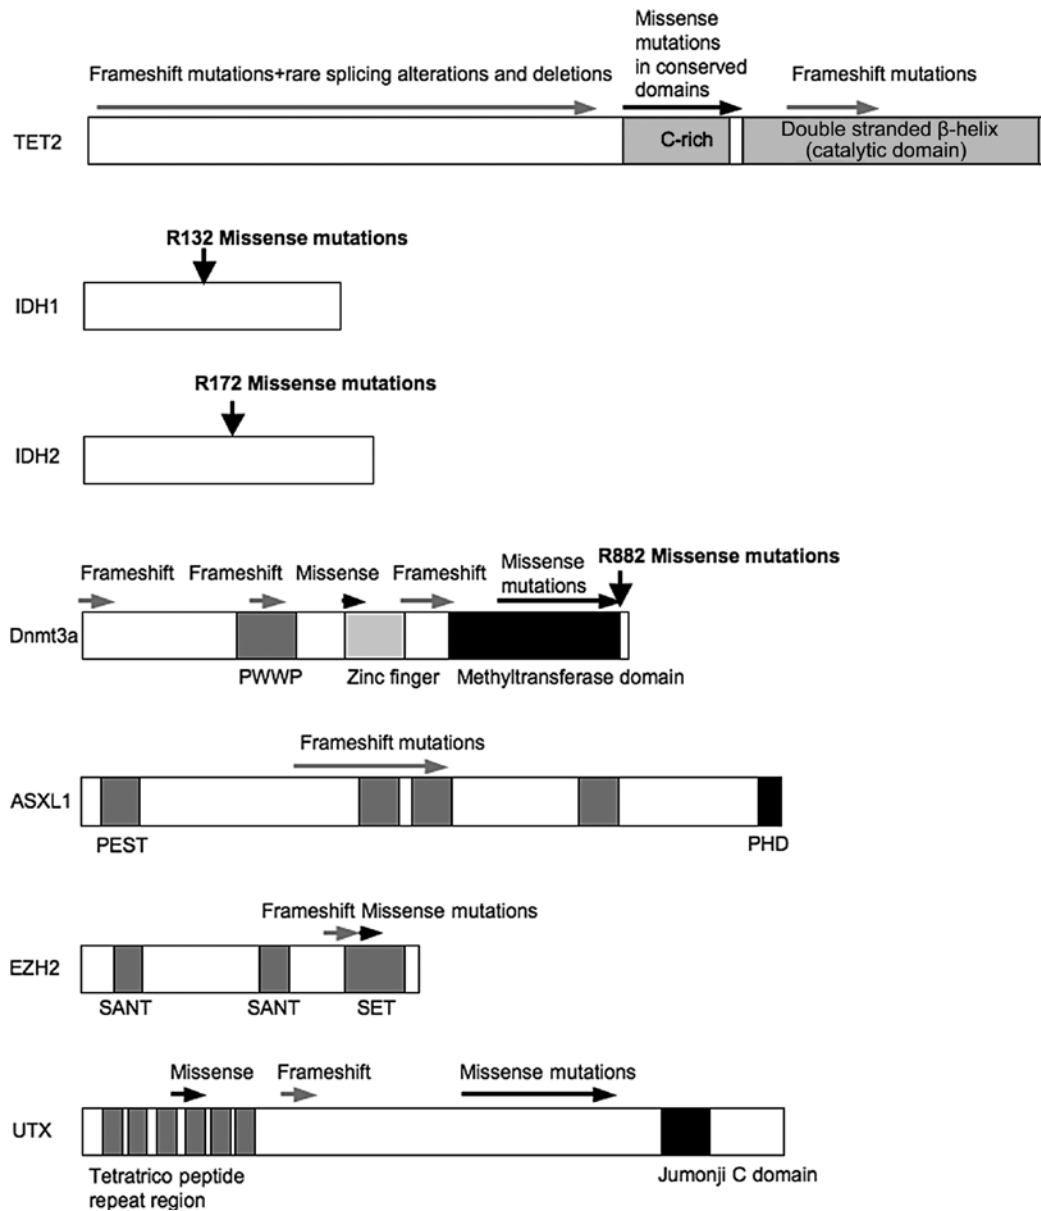 Missense
mutations
in conserved
domains
Frameshift mutations+rare splicing alterations and deletions
Frameshift mutations
TET2
C-rich
Double stranded β-helix
(catalytic domain)
R132 Missense mutations
IDH1
R172 Missense mutations
IDH2
R882 Missense mutations
Frameshift
Frameshift
Missense
Frameshift
Missense
mutations
Dnmt3a
PWWP
Zinc finger
Methyltransferase domain
Frameshift mutations
ASXL1
PEST
PHD
Frameshift Missense mutations
EZH2
SANT
SANT
SET
Missense
Frameshift
Missense mutations
UTX
Tetratrico peptide
repeat region
Jumonji C domain